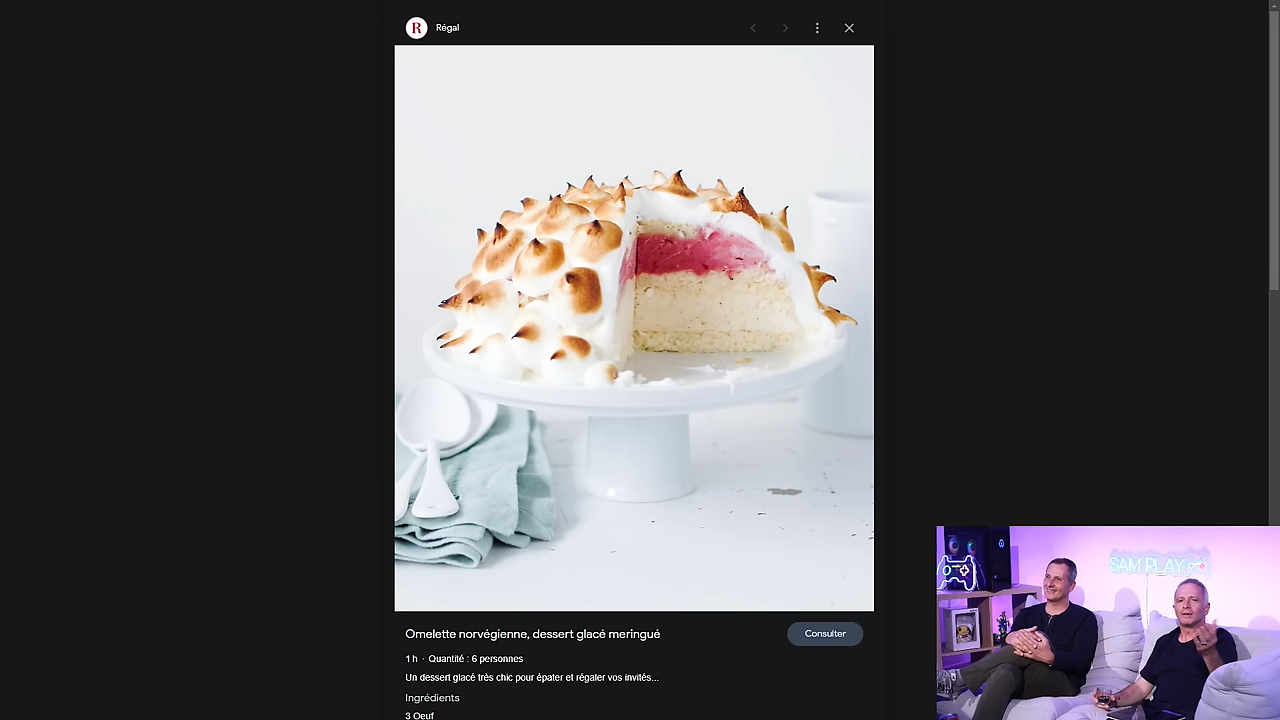 R Régal
Omelette norvégienne, dessert glacé meringué
Consulter
1 h · Quantité : 6 personnes
Un dessert glacé très chic pour épater et régaler vos invités...
Ingrédients
3 Oeuf
SAM PLAY